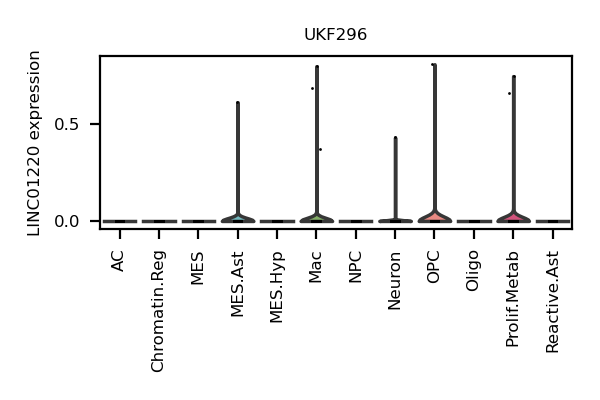 UKF296
LINC01220 expression
0.5
0.0
AC
Chromatin.Reg
MES
MES.Ast
MES.Hyp
Mac
NPC
Neuron
OPC
Oligo
Prolif.Metab
Reactive.Ast